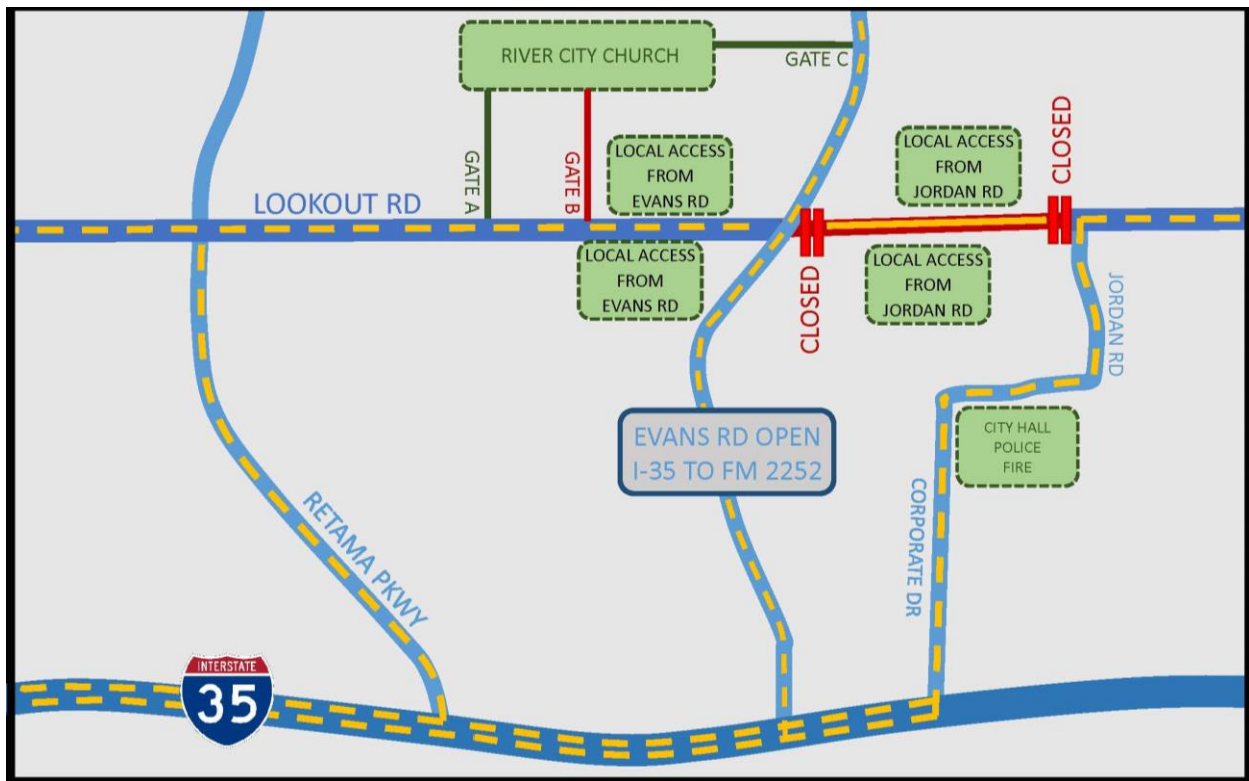 RIVER CITY CHURCH
GATE C
GATE A
GATE B
LOCAL ACCESS
FROM
EVANS RD
LOCAL ACCESS
FROM
JORDAN RD
CLOSED
LOOKOUT RD
LOCAL ACCESS
FROM
EVANS RD
CLOSED
LOCAL ACCESS
FROM
JORDAN RD
JORDAN RD
EVANS RD OPEN
I-35 TO FM 2252
CITY HALL
POLICE
FIRE
RETAMA PKWY
CORPORATE DR
INTERSTATE
35